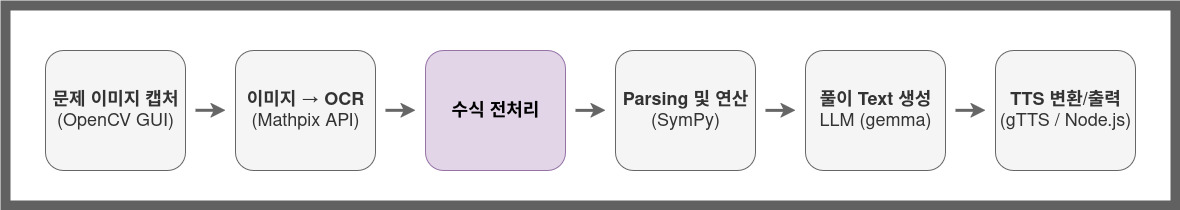 문제 이미지 캡처
(OpenCV GUI)
이미지 → OCR
(Mathpix API)
수식 전처리
Parsing 및 연산
(SymPy)
풀이 Text 생성
LLM (gemma)
TTS 변환/출력
(gTTS / Node.js)